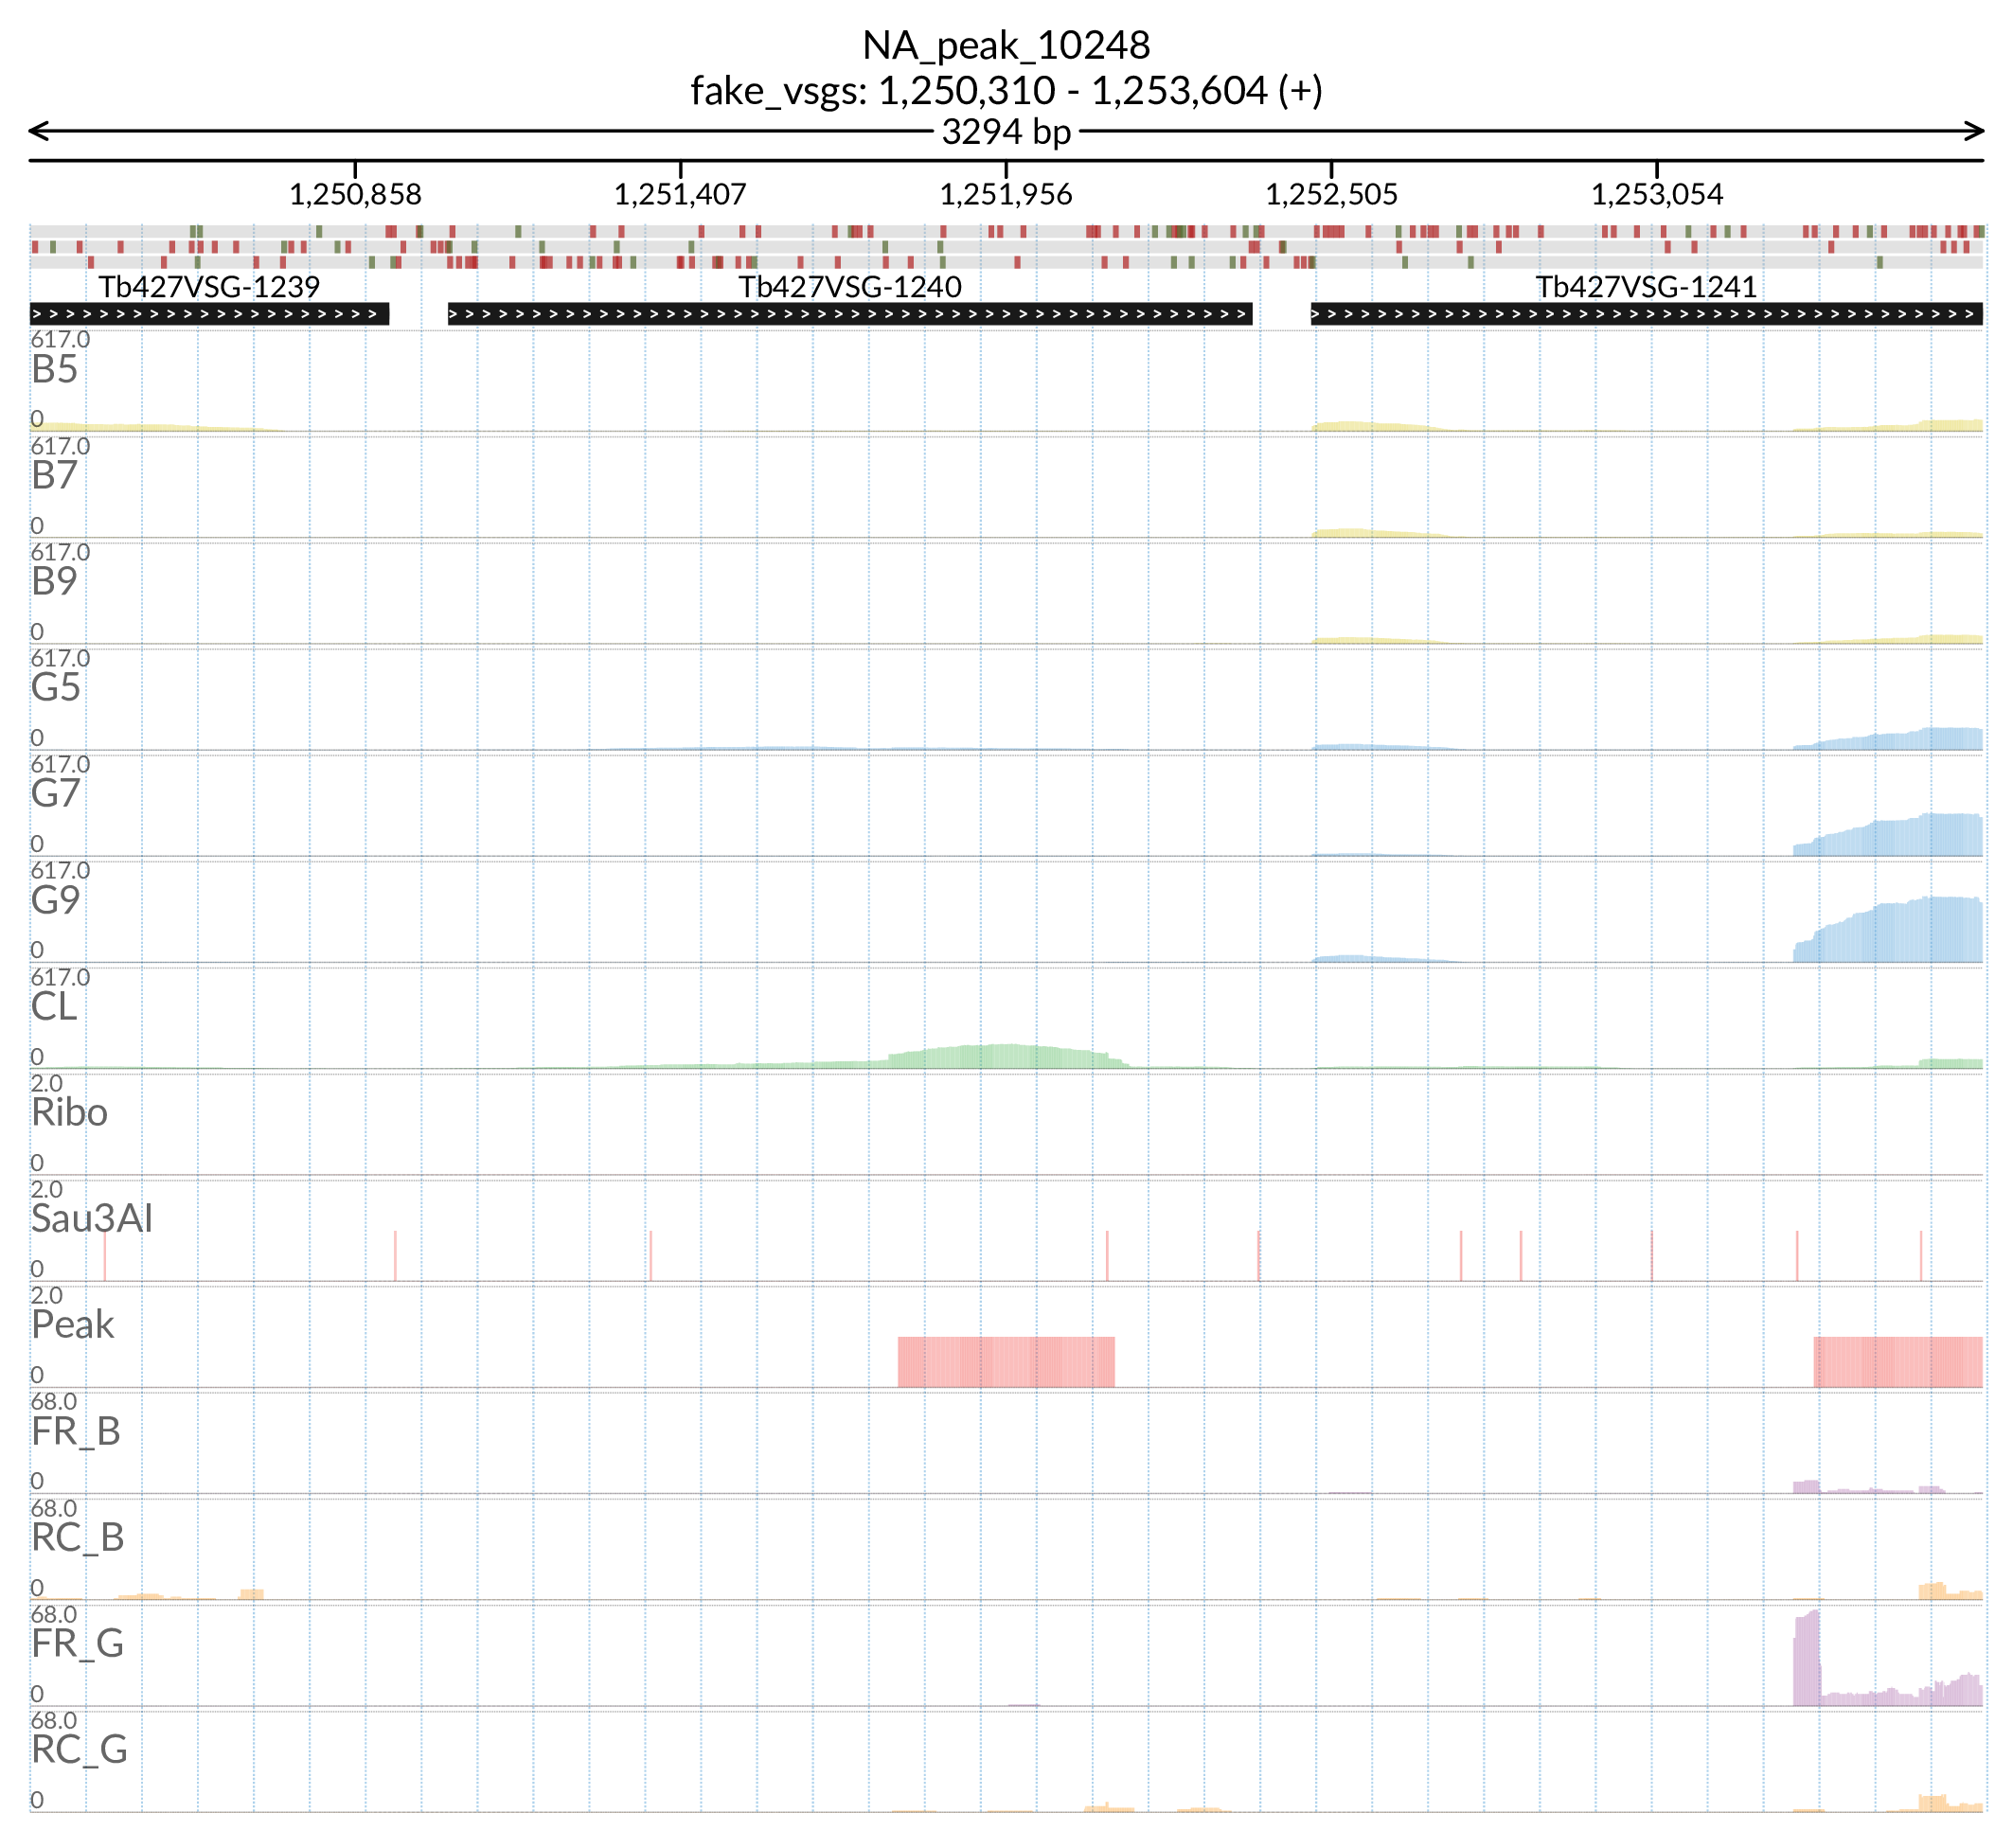 NA_peak_10248
fake_vsgs: 1,250,310 - 1,253,604 (+)
3294 bp
1,250,858 1,251,407 1,251,956 1,252,505 1,253,054
Tb427VSG-1239 Tb427VSG-1240 Tb427VSG-1241
617.0
B5
0
617.0
B7
0
617.0
B9
0
617.0
G5
0
617.0
G7
0
617.0
G9
0
617.0
CL
0
2.0
Ribo
0
2.0
Sau3AI
0
2.0
Peak
0
68.0
FR_B
0
68.0
RC_B
0
68.0
FR_G
0
68.0
RC_G
0